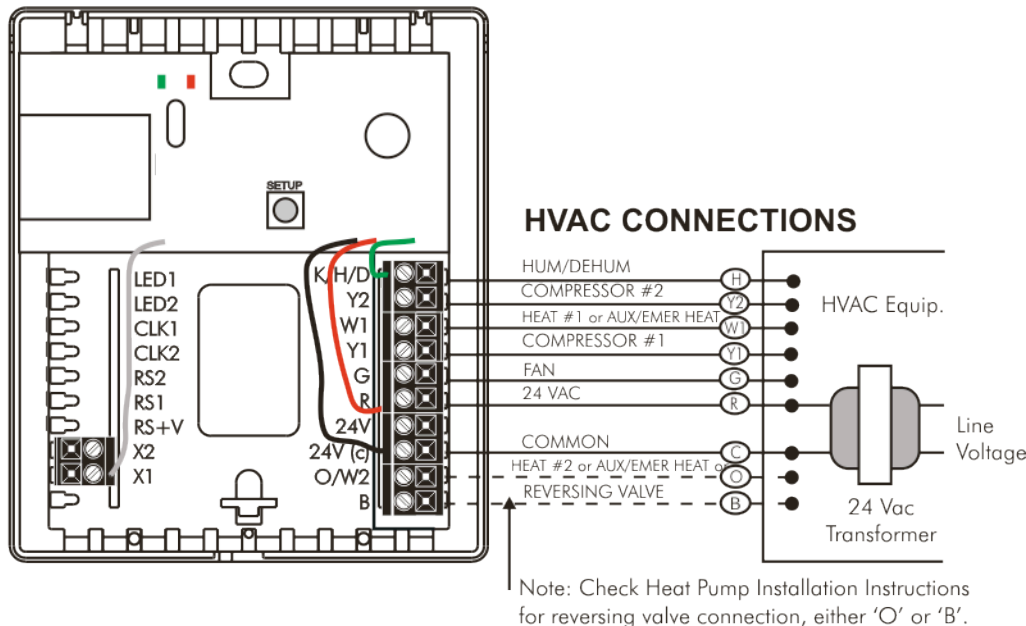 SETUP
LED1
LED2
CLK1
CLK2
RS2
RS1
RS+V
X2
X1
K/H/D
Y2
W1
Y1
G
R
24V
24V (c)
O/W2
B
HVAC CONNECTIONS
HUM/DEHUM
COMPRESSOR #2
HEAT #1 or AUX/EMER HEAT
COMPRESSOR #1
FAN
24 VAC
COMMON
HEAT #2 or AUX/EMER HEAT or
REVERSING VALVE
H
Y2
W1
Y1
G
R
C
O
B
HVAC Equip.
Line
Voltage
24 Vac
Transformer
Note: Check Heat Pump Installation Instructions
for reversing valve connection, either ‘O’ or ‘B’.